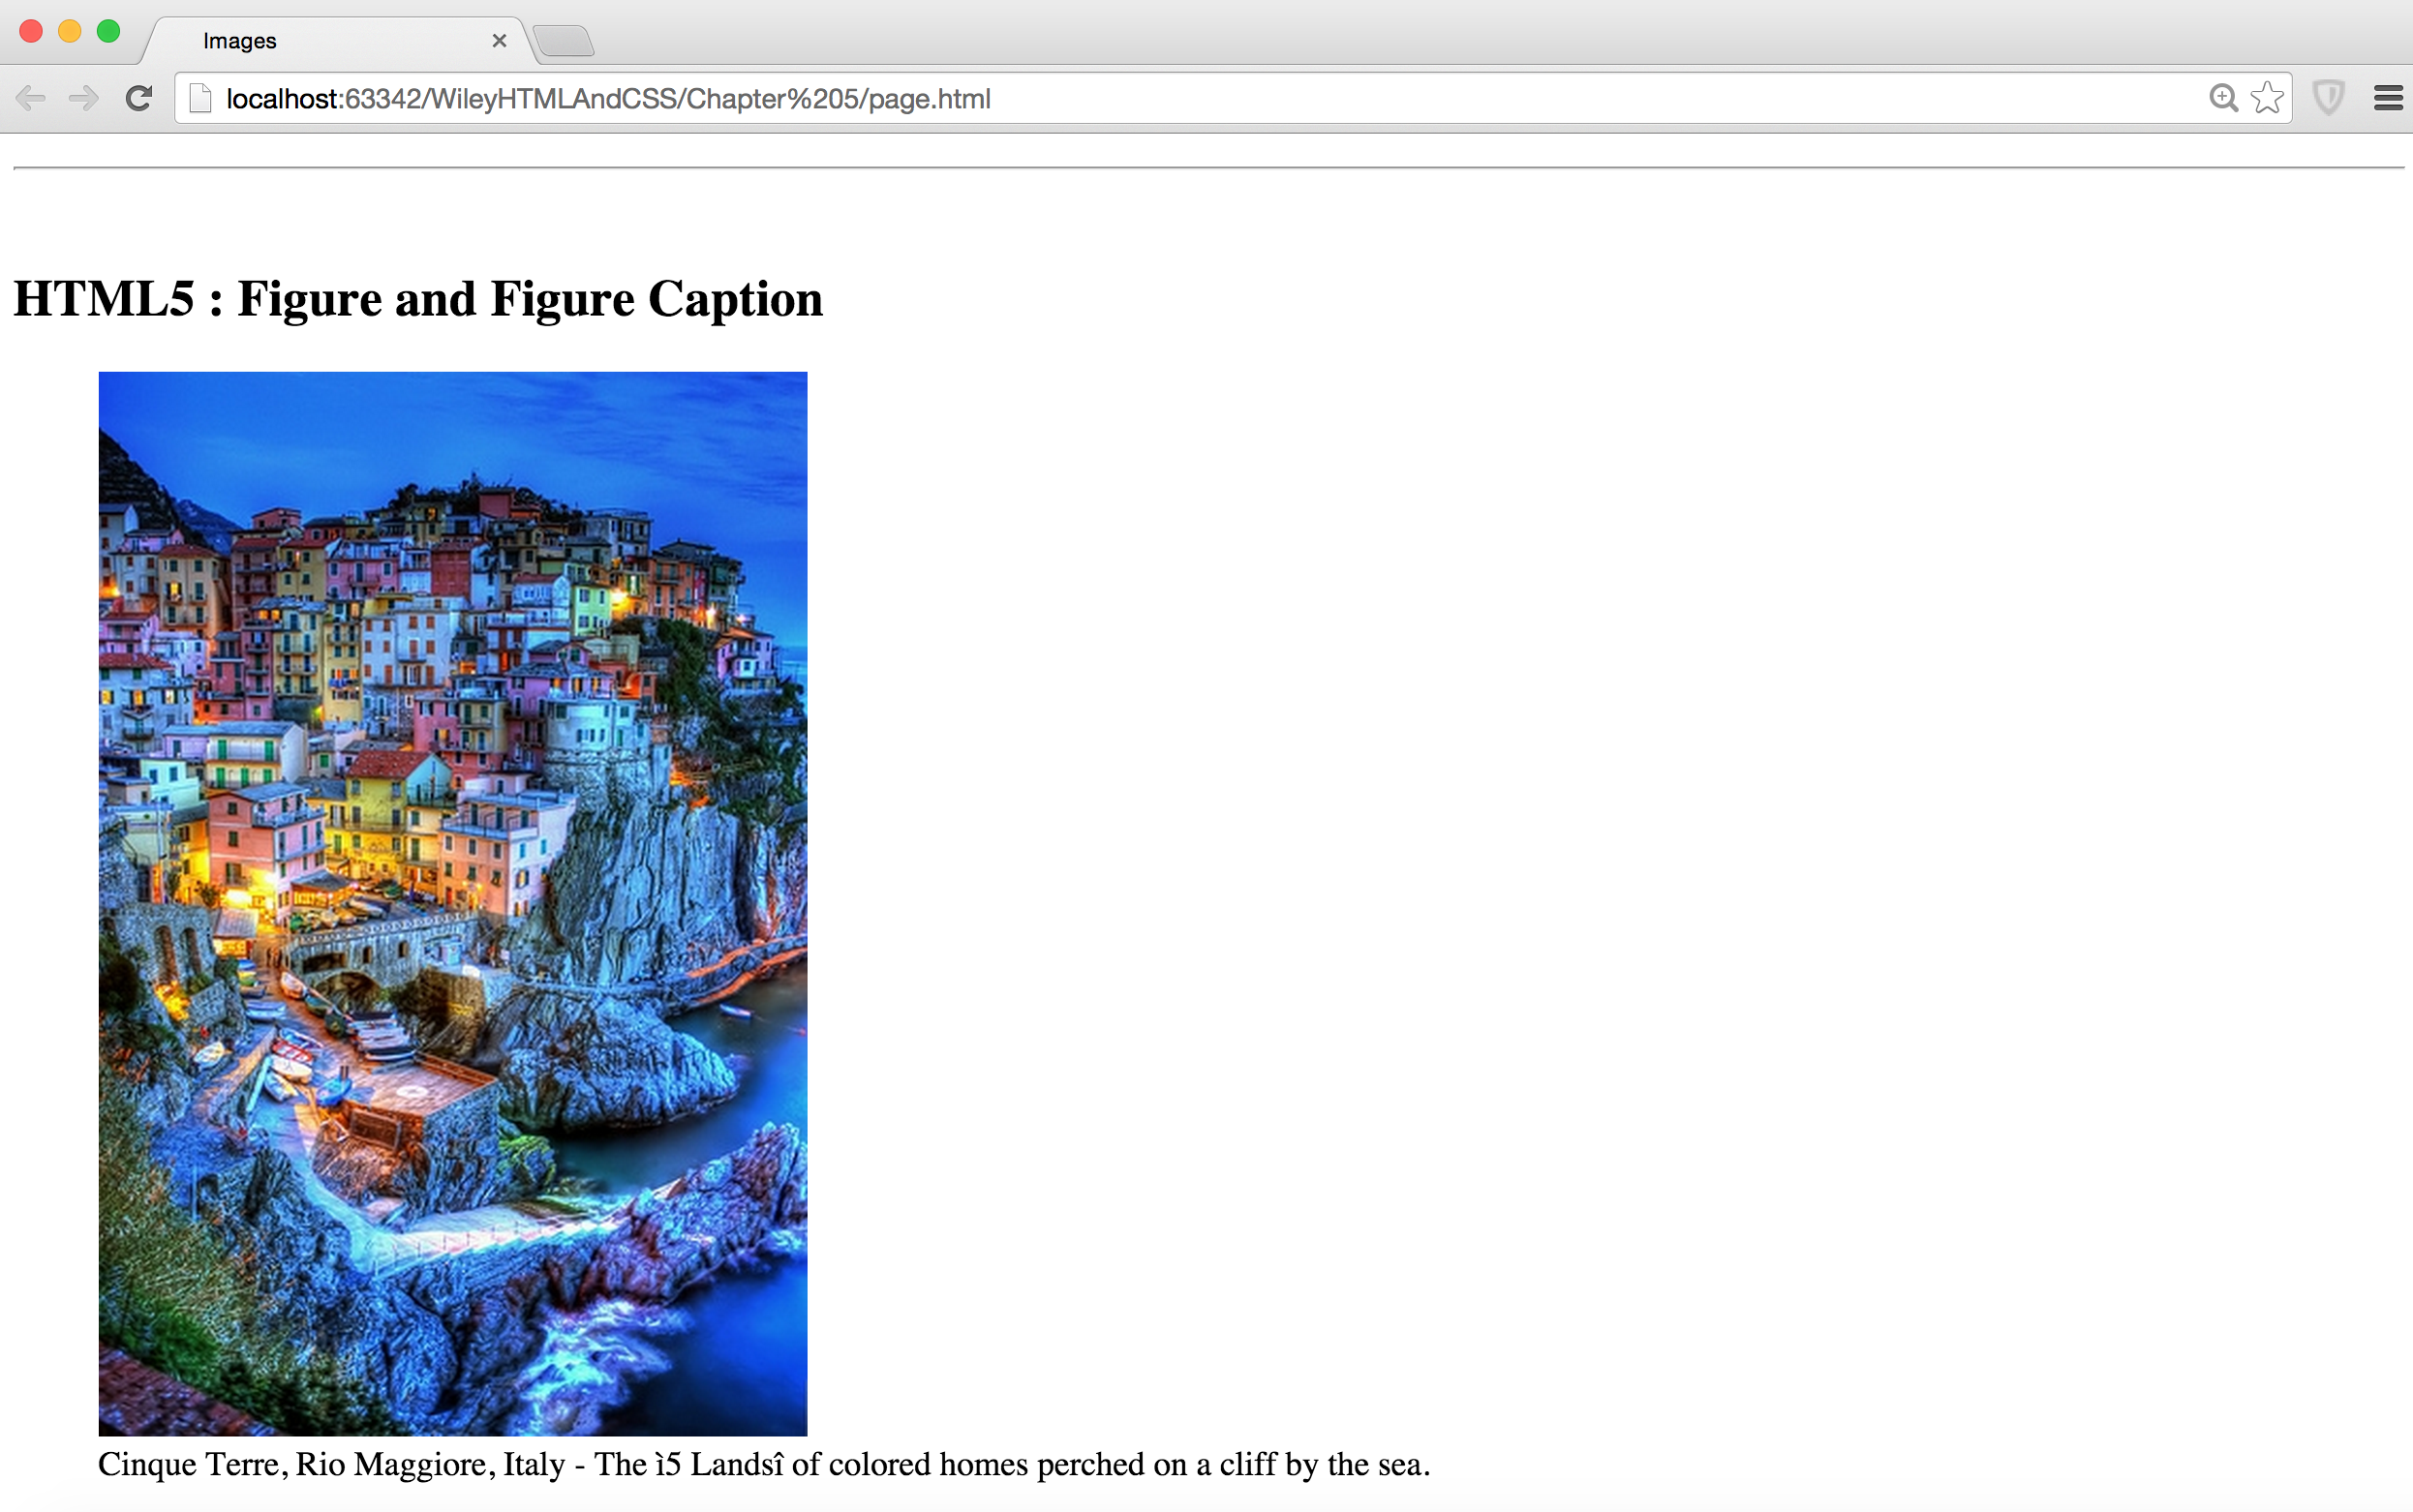 Images
localhost:63342/WileyHTMLAndCSS/Chapter%205/page.html
HTML5 : Figure and Figure Caption
Cinque Terre, Rio Maggiore, Italy - The ì5 Landsî of colored homes perched on a cliff by the sea.